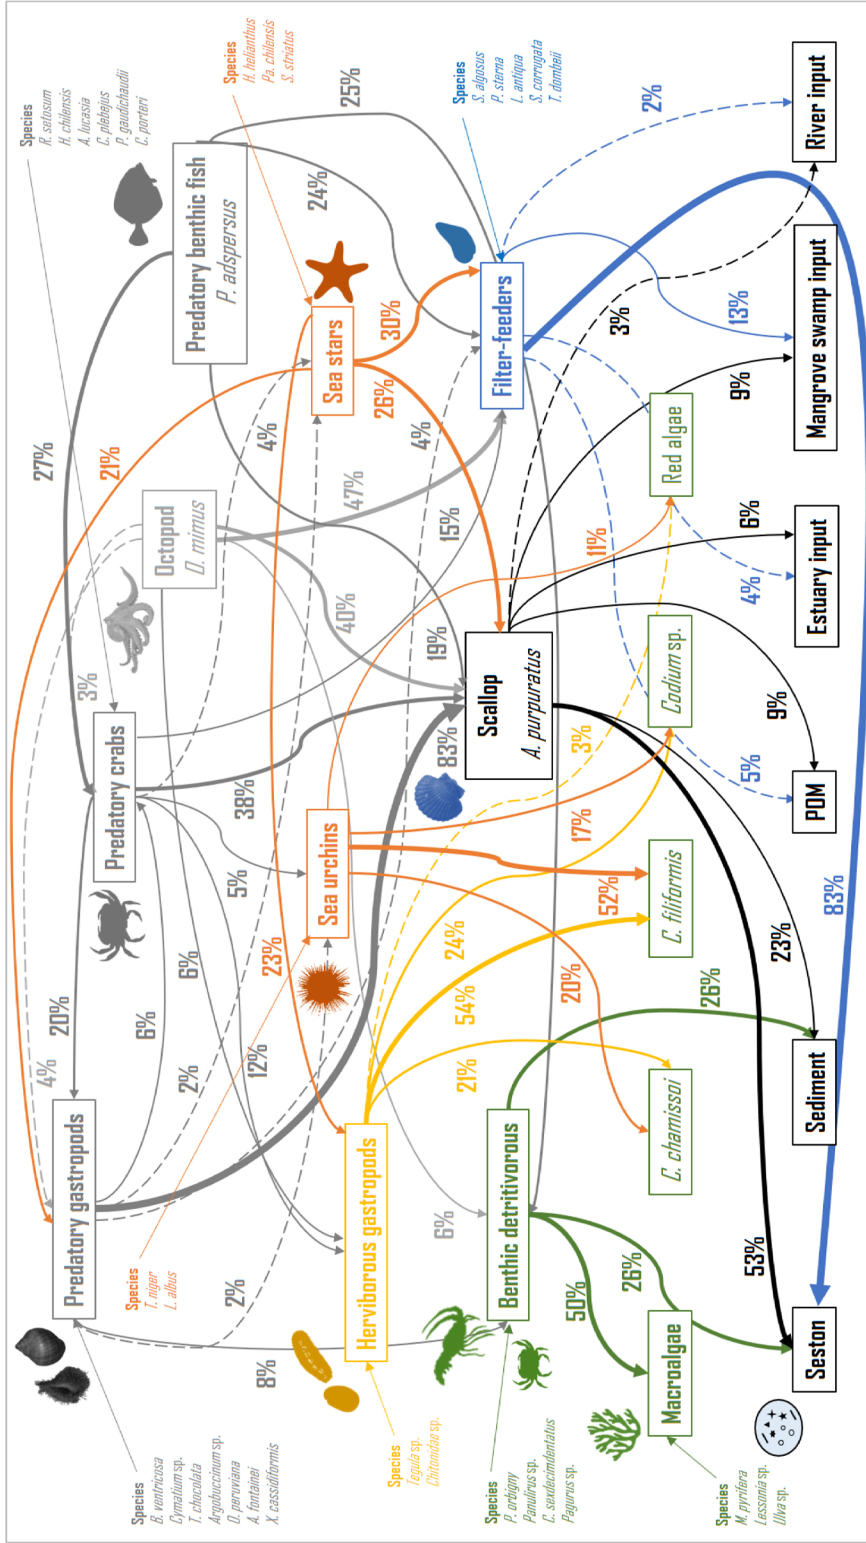 Species
R. setosum
H. chilensis
A. lucasia
C. plebejus
P. gaudichaudii
C. porteri
27%
Predatory gastropods
4%
20%
3%
Predatory crabs
21%
Species
B. ventricosa
Cymatium sp.
T. chocolata
Argobuccinum sp.
O. peruviana
A. fontainei
X. cassidiformis
Species
T. niger
L. albus
6%
Octopod
O. mimus
Predatory benthic fish
P. adspersus
Species
H. helianthus
Pa. chilensis
S. striatus
2%
6%
5%
38%
4%
24%
25%
8%
2%
12%
23%
Sea urchins
40%
47%
Sea stars
26%
30%
Herviborous gastropods
Species
Tegula sp.
Chitonidae sp.
6%
83%
19%
15%
4%
24%
54%
21%
Species
P. orbigny
Panulirus sp.
C. sexdecimdentatus
Pagurus sp.
Benthic detritivorous
Scallop
A. purpuratus
Filter-feeders
Species
S. algosus
P. sterna
L. antiqua
S. corrugata
T. dombeii
50%
26%
20%
52%
17%
3%
11%
3%
2%
26%
Macroalgae
C. chamissoi
C. filiformis
Codium sp.
Red algae
Species
M. pyrifera
Lessonia sp.
Ulva sp.
53%
23%
5%
9%
4%
6%
9%
13%
Seston
Sediment
POM
Estuary input
Mangrove swamp input
River input
83%